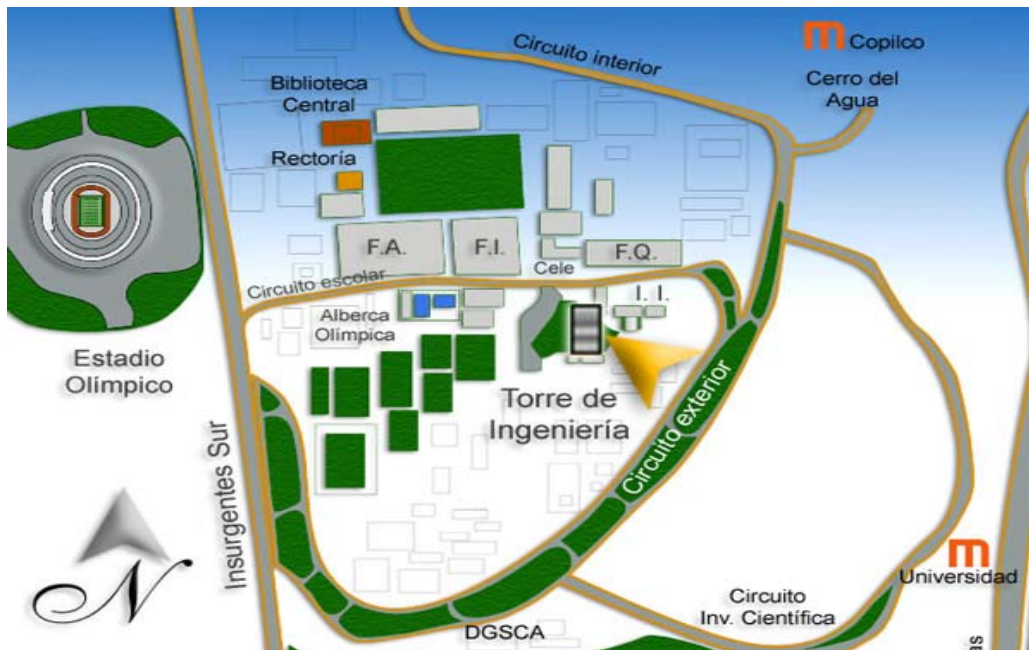 Circuito interior
m Copilco
Cerro del
Agua
Biblioteca
Central
Rectoría
F.A.
F.I.
F.Q.
Cele
Circuito escolar
I. I.
Alberca
Olímpica
Estadio
Olímpico
Torre de
Ingeniería
Circuito exterior
Insurgentes Sur
N
m
Universidad
Circuito
Inv. Científica
DGSCA